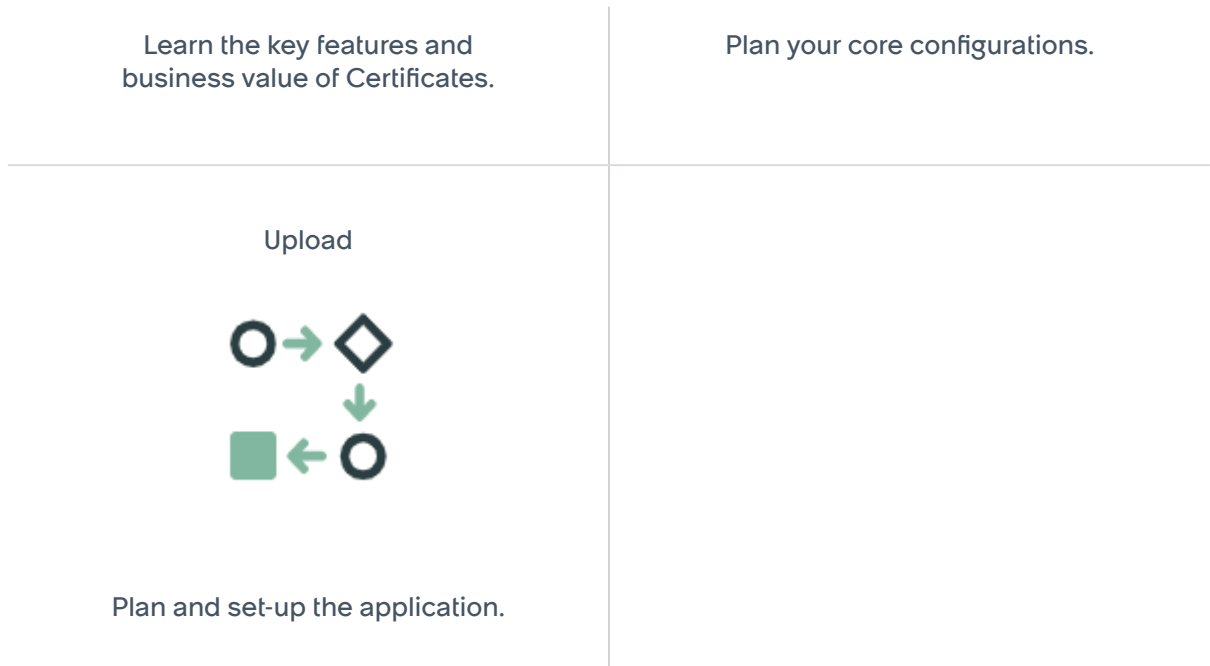 Learn the key features and
business value of Certificates.
Plan your core configurations.
Upload
Plan and set-up the application.